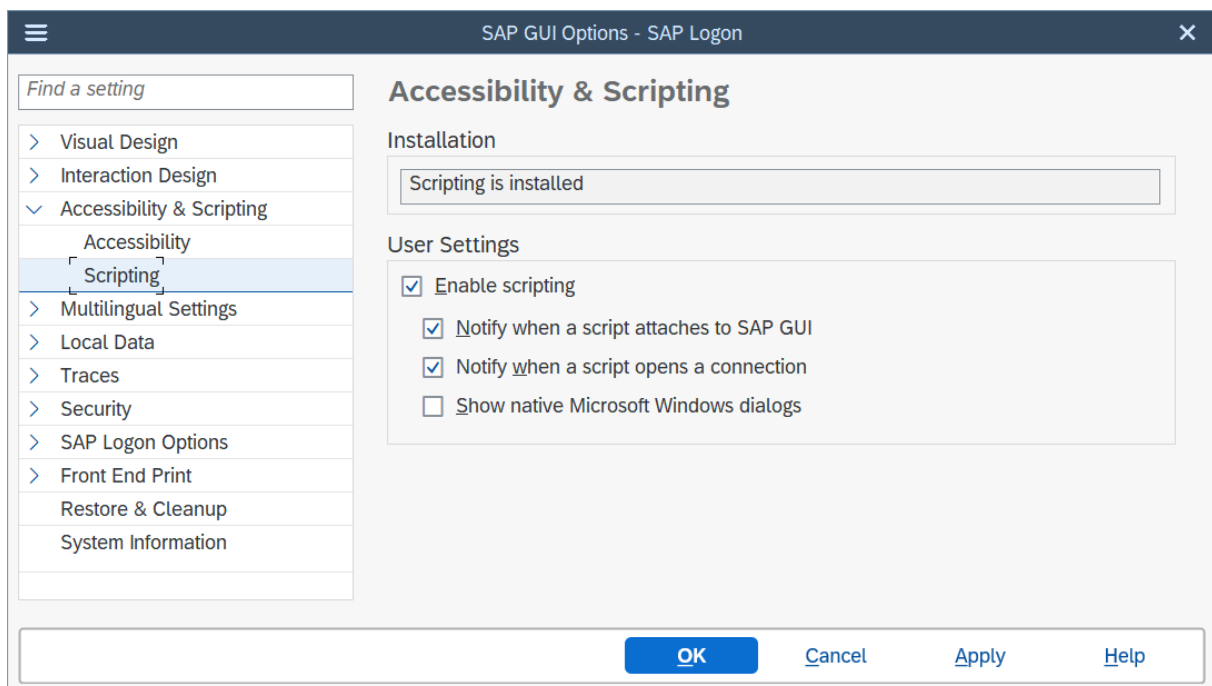 SAP GUI Options - SAP Logon
Find a setting
Visual Design
Interaction Design
Accessibility & Scripting
Accessibility
Scripting
Multilingual Settings
Local Data
Traces
Security
SAP Logon Options
Front End Print
Restore & Cleanup
System Information
Accessibility & Scripting
Installation
Scripting is installed
User Settings
Enable scripting
Notify when a script attaches to SAP GUI
Notify when a script opens a connection
Show native Microsoft Windows dialogs
OK Cancel Apply Help